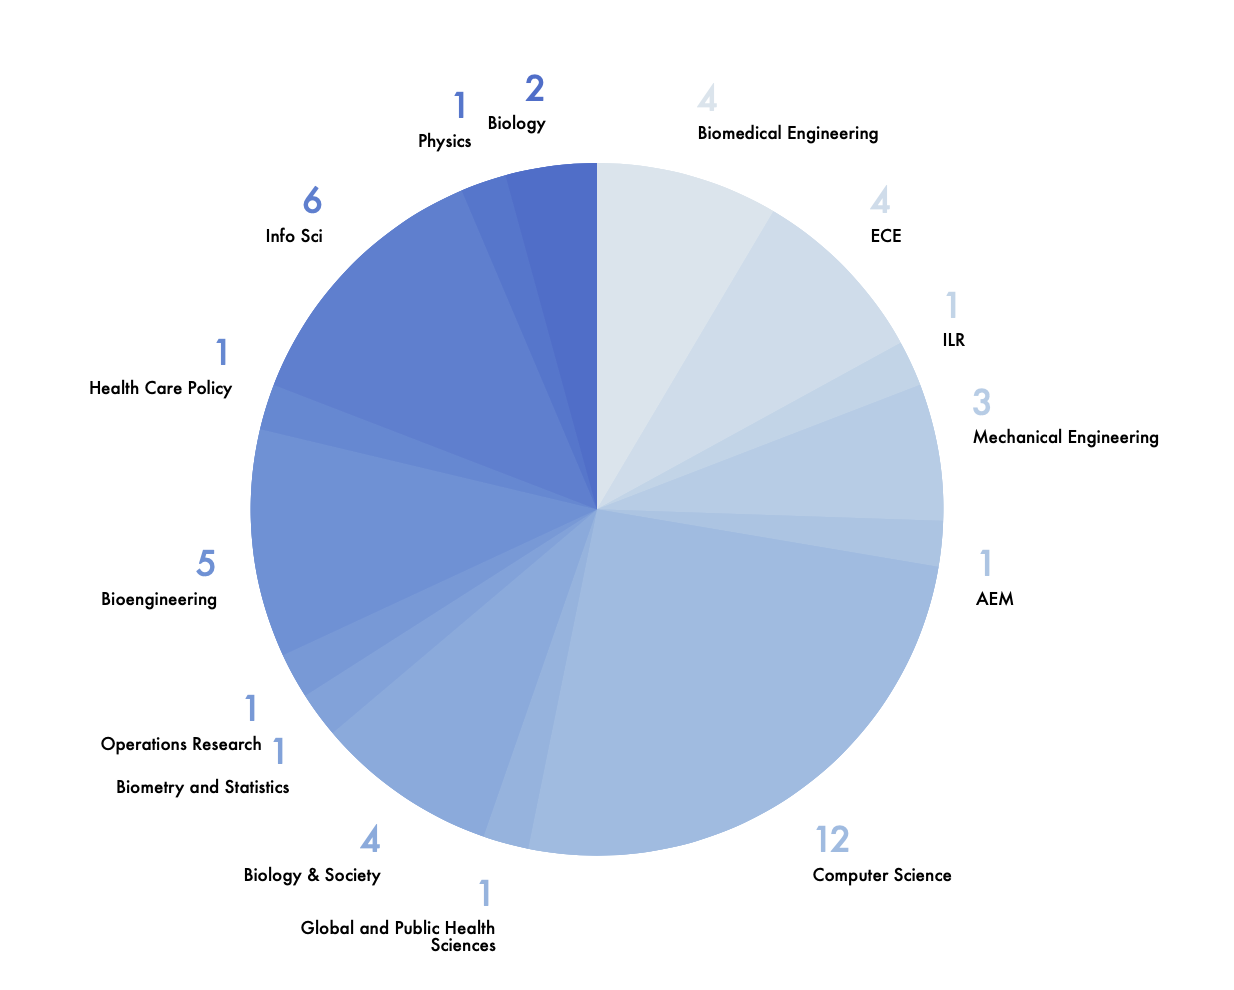 2
Biology
1
Physics
4
Biomedical Engineering
6
Info Sci
4
ECE
1
ILR
1
Health Care Policy
3
Mechanical Engineering
5
Bioengineering
1
AEM
1
Operations Research
1
Biometry and Statistics
4
Biology & Society
12
Computer Science
1
Global and Public Health
Sciences